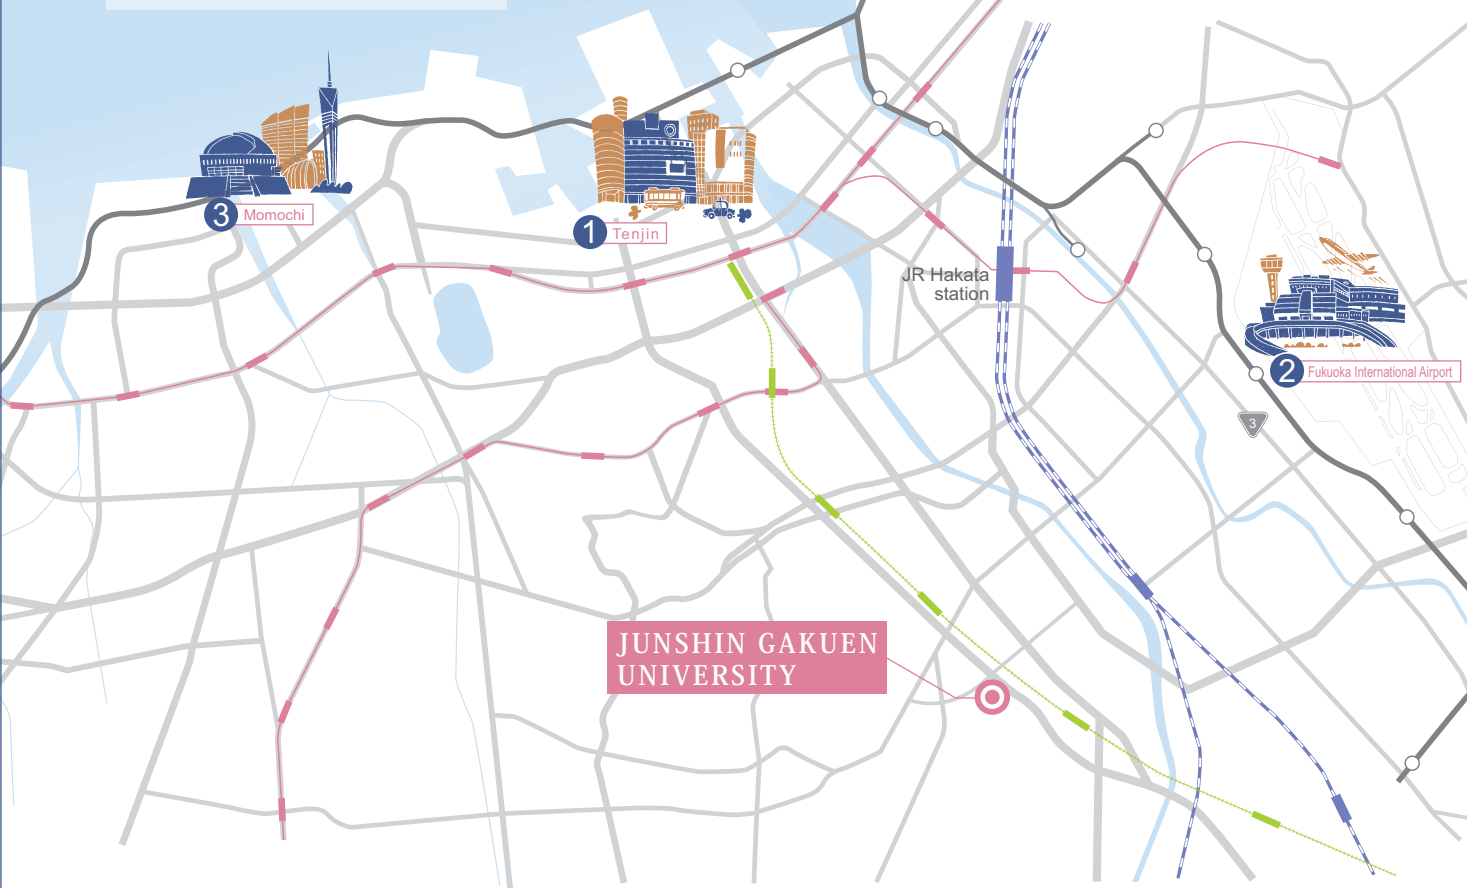 3 Momochi
1 Tenjin
JR Hakata
station
2 Fukuoka International Airport
3
JUNSHIN GAKUEN
UNIVERSITY